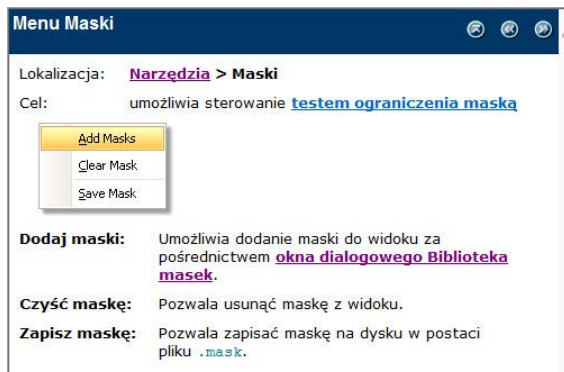 Menu Maski
Lokalizacja: Narzędzia > Maski
Cel: umożliwia sterowanie testem ograniczenia maską
Add Masks
Clear Mask
Save Mask
Dodaj maski: Umożliwia dodanie maski do widoku za
pośrednictwem okna dialogowego Biblioteka
masek.
Czyść maskę: Pozwala usunąć maskę z widoku.
Zapisz maskę: Pozwala zapisać maskę na dysku w postaci
pliku .mask.